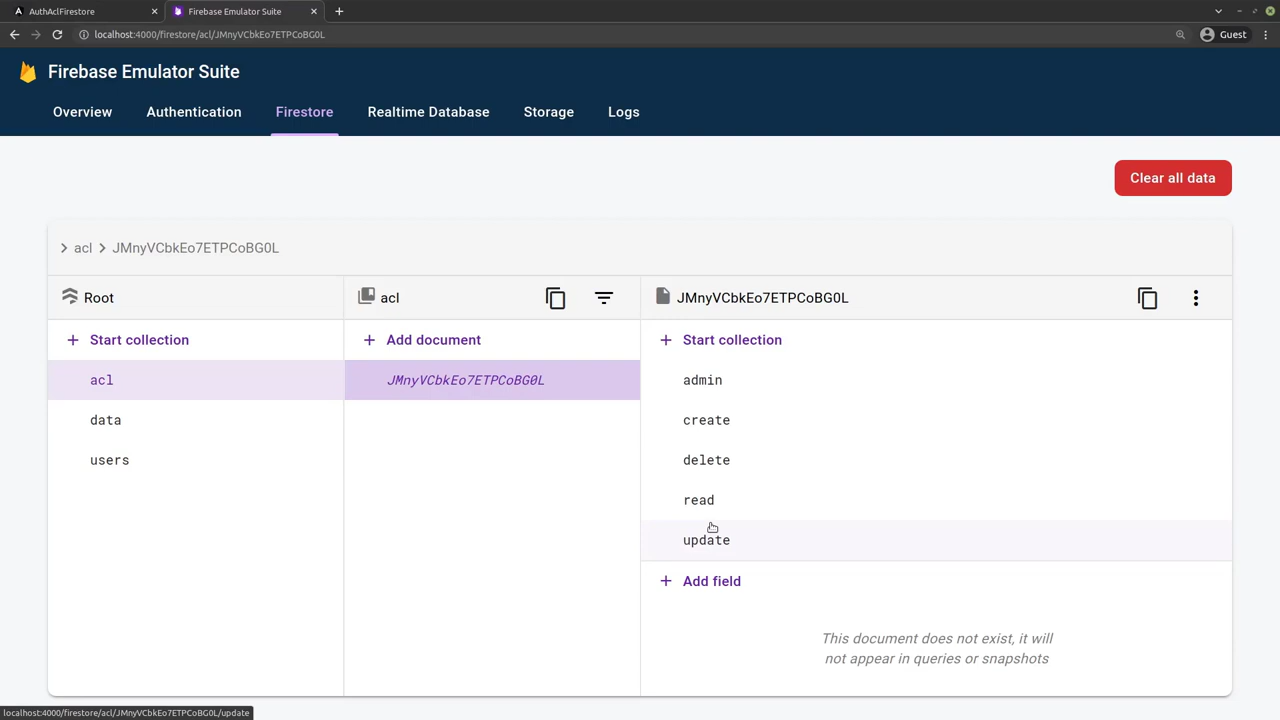 AuthAclFirestore
Firebase Emulator Suite
localhost:4000/firestore/acl/JMnyVCbkEo7ETPCoBG0L
Guest
Firebase Emulator Suite
Overview
Authentication
Firestore
Realtime Database
Storage
Logs
Clear all data
acl
JMnyVCbkEo7ETPCoBG0L
Root
acl
JMnyVCbkEo7ETPCoBG0L
Start collection
Add document
Start collection
acl
JMnyVCbkEo7ETPCoBG0L
admin
data
create
users
delete
read
update
Add field
This document does not exist, it will
not appear in queries or snapshots
localhost:4000/firestore/acl/JMnyVCbkEo7ETPCoBG0L/update